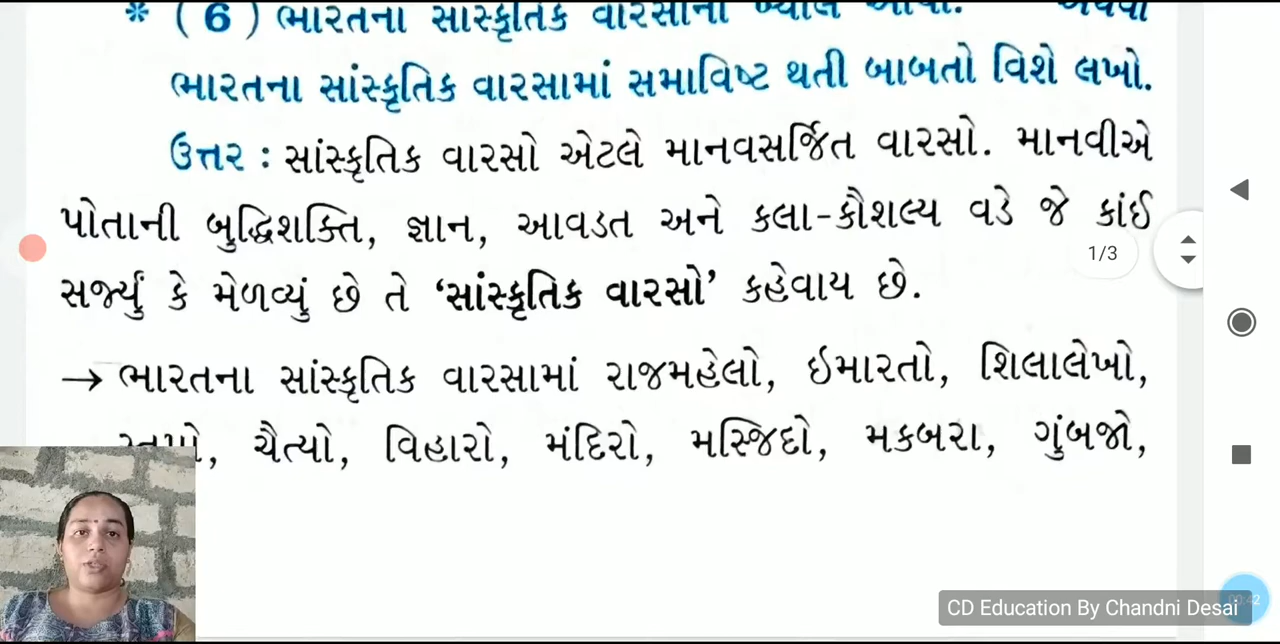 * ( 6 ) ભારતના સાંસ્કૃતિક વારસાનો
ભારતના સાંસ્કૃતિક વારસામાં સમાવિષ્ટ થતી બાબતો વિશે લખો.
ઉત્તર : સાંસ્કૃતિક વારસો એટલે માનવસર્જિત વારસો. માનવીએ
પોતાની બુદ્ધિશક્તિ, જ્ઞાન, આવડત અને કલા-કૌશલ્ય વડે જે કાંઈ
1/3
સર્જ્યું કે મેળવ્યું છે તે ‘સાંસ્કૃતિક વારસો’ કહેવાય છે.
→ ભારતના સાંસ્કૃતિક વારસામાં રાજમહેલો, ઇમારતો, શિલાલેખો,
ચૈત્યો, વિહારો, મંદિરો, મસ્જિદો, મકબરા, ગુંબજો,
CD Education By Chandni Desai